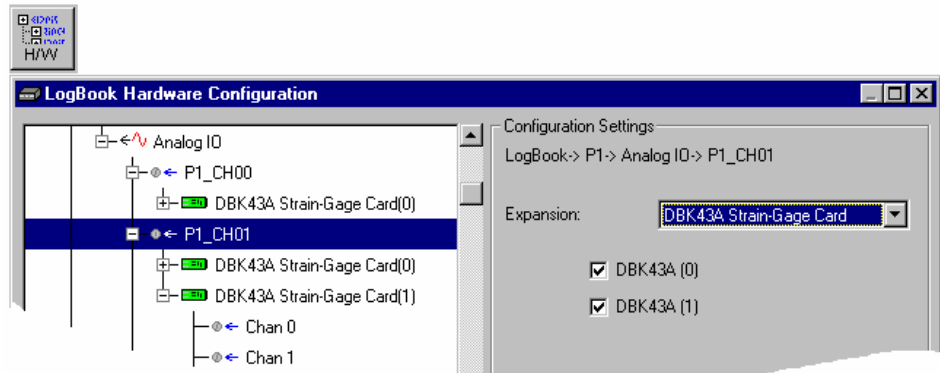 H/W
LogBook Hardware Configuration
Analog IO
P1_CH00
DBK43A Strain-Gage Card(0)
P1_CH01
DBK43A Strain-Gage Card(0)
DBK43A Strain-Gage Card(1)
Chan 0
Chan 1
Configuration Settings
LogBook-> P1-> Analog IO-> P1_CH01
Expansion:
DBK43A Strain-Gage Card
DBK43A (0)
DBK43A (1)